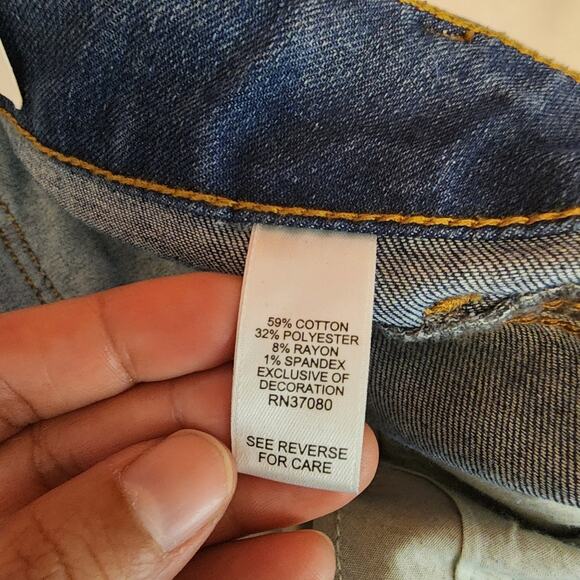 59% COTTON
32% POLYESTER
8% RAYON
1% SPANDEX
EXCLUSIVE OF
DECORATION
RN37080
SEE REVERSE
FOR CARE